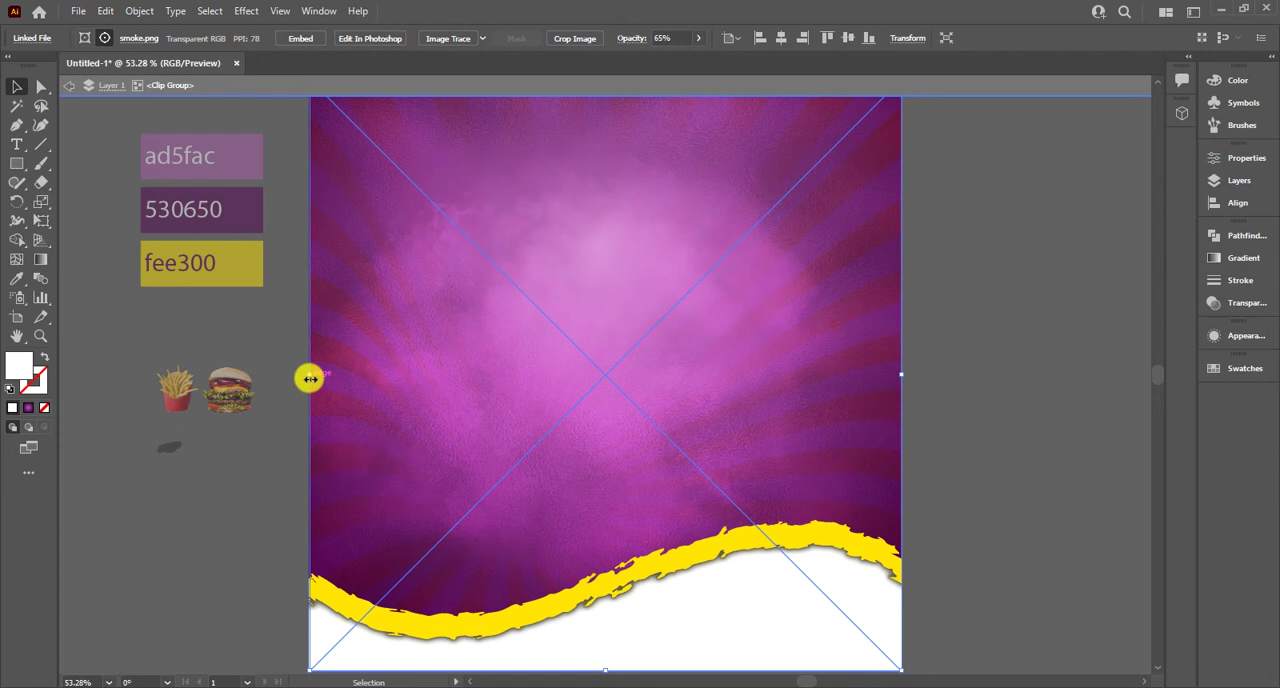 Ai File Edit Object Type Select Effect View Window Help
Linked File smoke.png Transparent RGB PPI: 78 Embed Edit In Photoshop Image Trace Mask Crop Image Opacity: 65% Transform
Untitled-1* @ 53.28 % (RGB/Preview)
Layer 1 <Clip Group>
ad5fac
530650
fee300
Color
Symbols
Brushes
Properties
Layers
Align
Pathfind...
Gradient
Stroke
Transpar...
Appeara...
Swatches
53.28% 0° 1 Selection